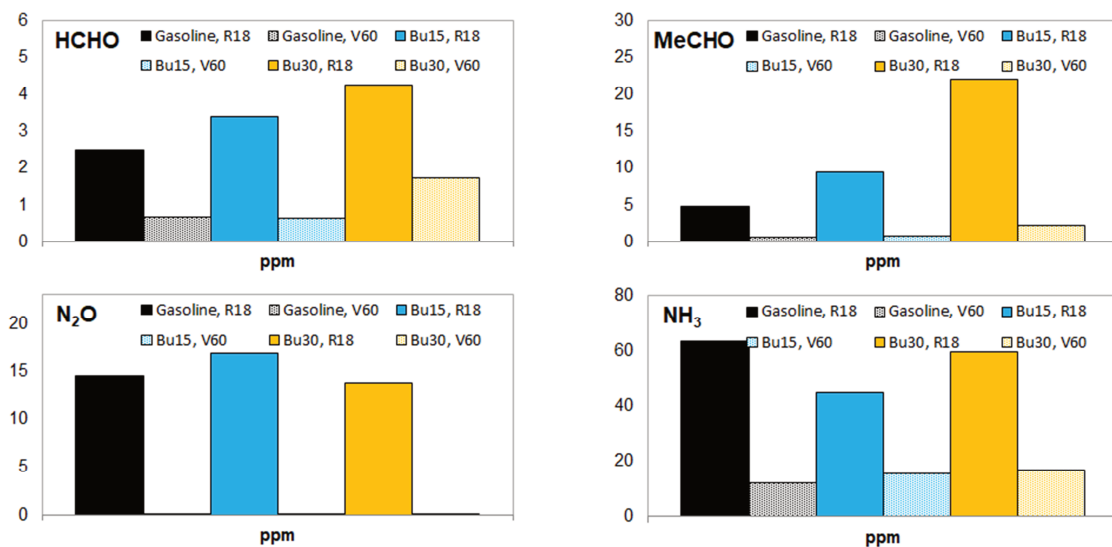 HCHO
Gasoline, R18 Gasoline, V60 Bu15, R18
Bu15, V60 Bu30, R18 Bu30, V60
6
5
4
3
2
1
0
ppm
MeCHO
Gasoline, R18 Gasoline, V60 Bu15, R18
Bu15, V60 Bu30, R18 Bu30, V60
30
25
20
15
10
5
0
ppm
N₂O
Gasoline, R18 Gasoline, V60 Bu15, R18
Bu15, V60 Bu30, R18 Bu30, V60
20
15
10
5
0
ppm
NH₃
Gasoline, R18 Gasoline, V60 Bu15, R18
Bu15, V60 Bu30, R18 Bu30, V60
80
60
40
20
0
ppm